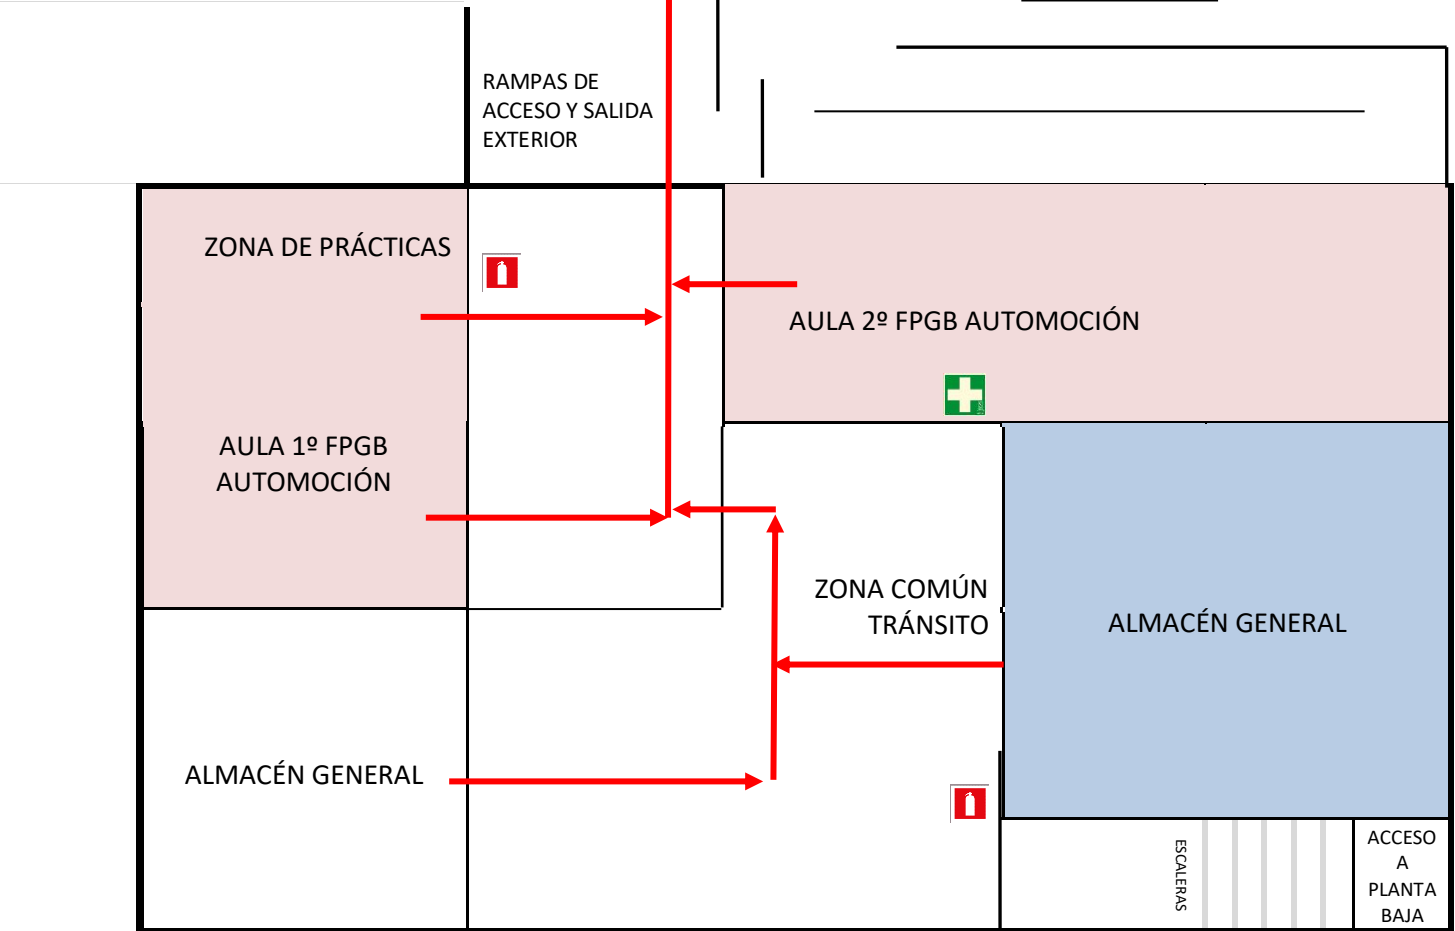 RAMPAS DE
ACCESO Y SALIDA
EXTERIOR
ZONA DE PRÁCTICAS
AULA 2º FPGB AUTOMOCIÓN
AULA 1º FPGB
AUTOMOCIÓN
ZONA COMÚN
TRÁNSITO
ALMACÉN GENERAL
ALMACÉN GENERAL
ESCALERAS
ACCESO
A
PLANTA
BAJA